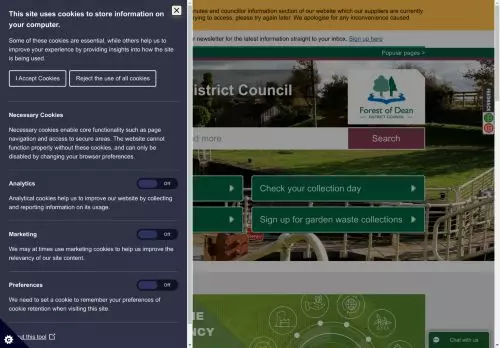 This site uses cookies to store information on
your computer.
Some of these cookies are essential, while others help us to
improve your experience by providing insights into how the site
is being used.
I Accept Cookies
Reject the use of all cookies
Necessary Cookies
Necessary cookies enable core functionality such as page
navigation and access to secure areas. The website cannot
function properly without these cookies, and can only be
disabled by changing your browser preferences.
Analytics
Off
Analytical cookies help us to improve our website by collecting
and reporting information on its usage.
Marketing
Off
We may at times use marketing cookies to help us improve the
relevancy of our site content.
Preferences
Off
We need to set a cookie to remember your preferences of
cookie retention when visiting this site.
this tool
and councillor information section of our website which our suppliers are currently
trying to access, please try again later. We apologise for any inconvenience caused
newsletter for the latest information straight to your inbox. Sign up here
Popular pages >
District Council
Forest of Dean
DISTRICT COUNCIL
more
Search
Check your collection day
Sign up for garden waste collections
Chat with us